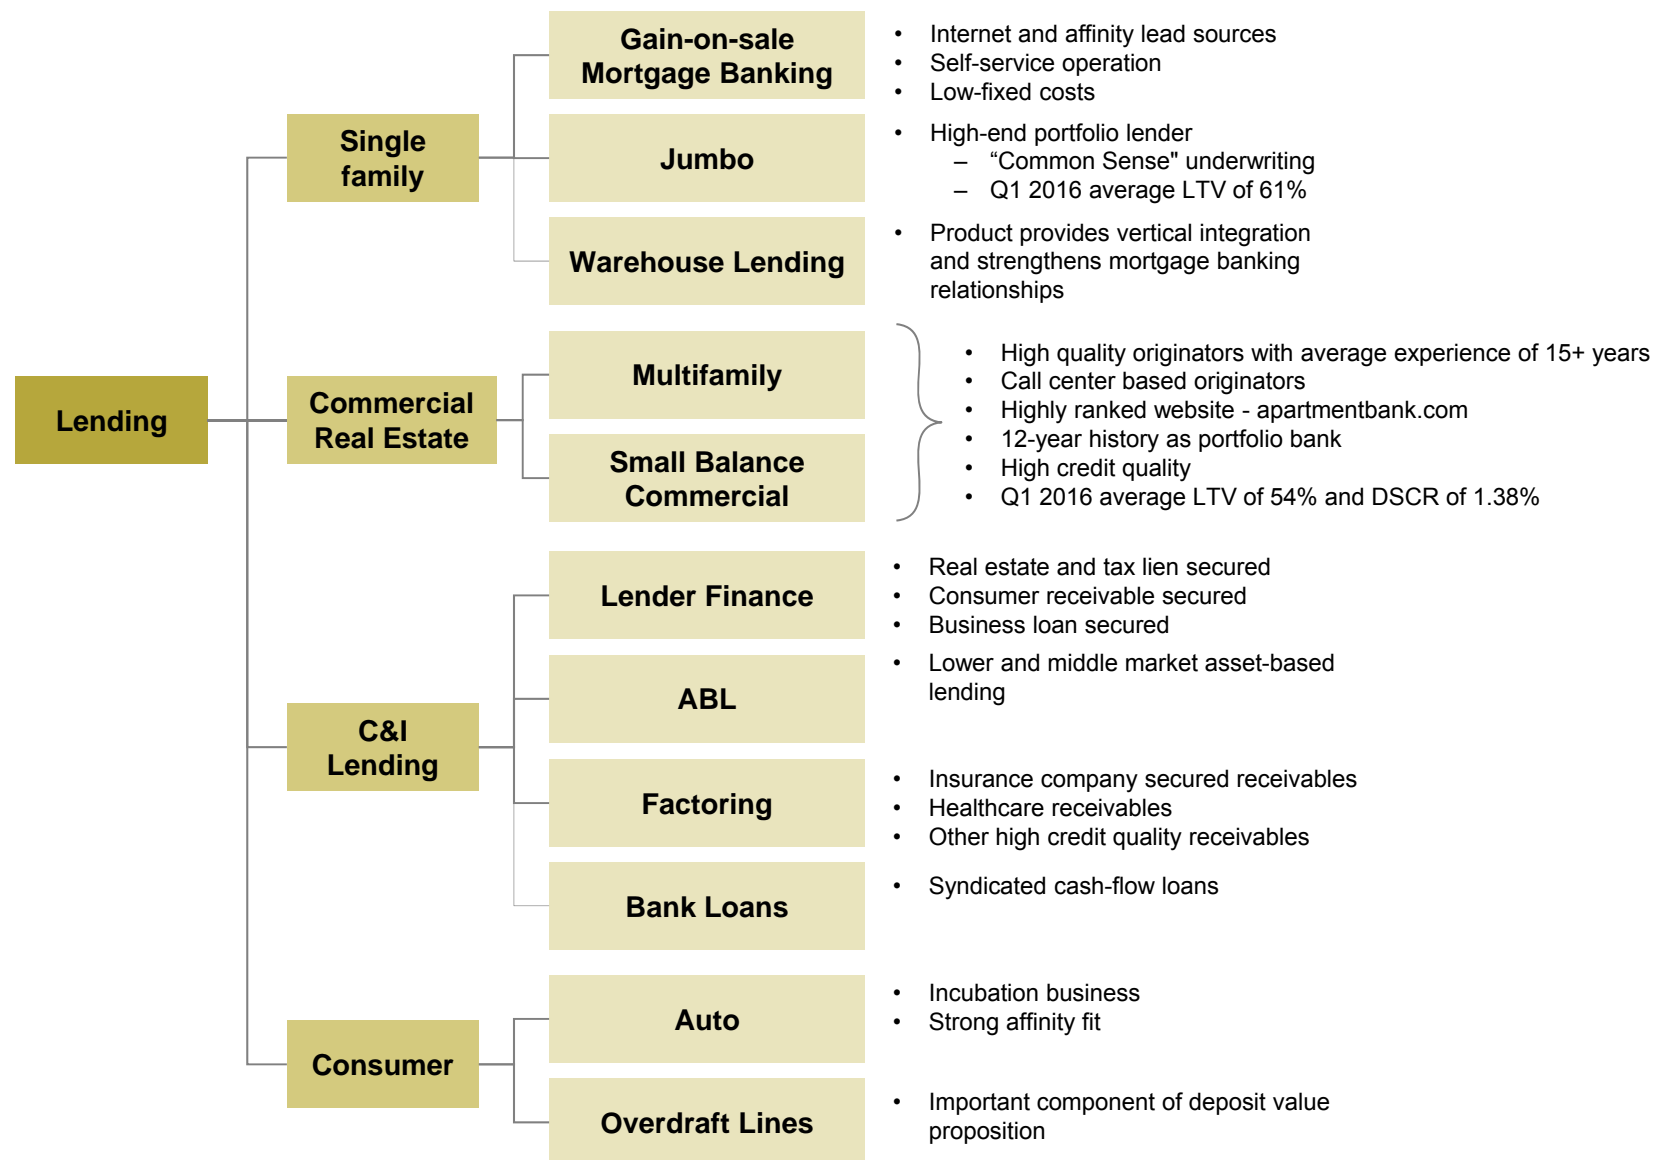 Lending
Single
family
Gain-on-sale
Mortgage Banking
• Internet and affinity lead sources
• Self-service operation
• Low-fixed costs
Jumbo
• High-end portfolio lender
– “Common Sense" underwriting
– Q1 2016 average LTV of 61%
Warehouse Lending
• Product provides vertical integration
and strengthens mortgage banking
relationships
Commercial
Real Estate
Multifamily
Small Balance
Commercial
• High quality originators with average experience of 15+ years
• Call center based originators
• Highly ranked website - apartmentbank.com
• 12-year history as portfolio bank
• High credit quality
• Q1 2016 average LTV of 54% and DSCR of 1.38%
C&I
Lending
Lender Finance
• Real estate and tax lien secured
• Consumer receivable secured
• Business loan secured
ABL
• Lower and middle market asset-based
lending
Factoring
• Insurance company secured receivables
• Healthcare receivables
• Other high credit quality receivables
Bank Loans
• Syndicated cash-flow loans
Consumer
Auto
• Incubation business
• Strong affinity fit
Overdraft Lines
• Important component of deposit value
proposition